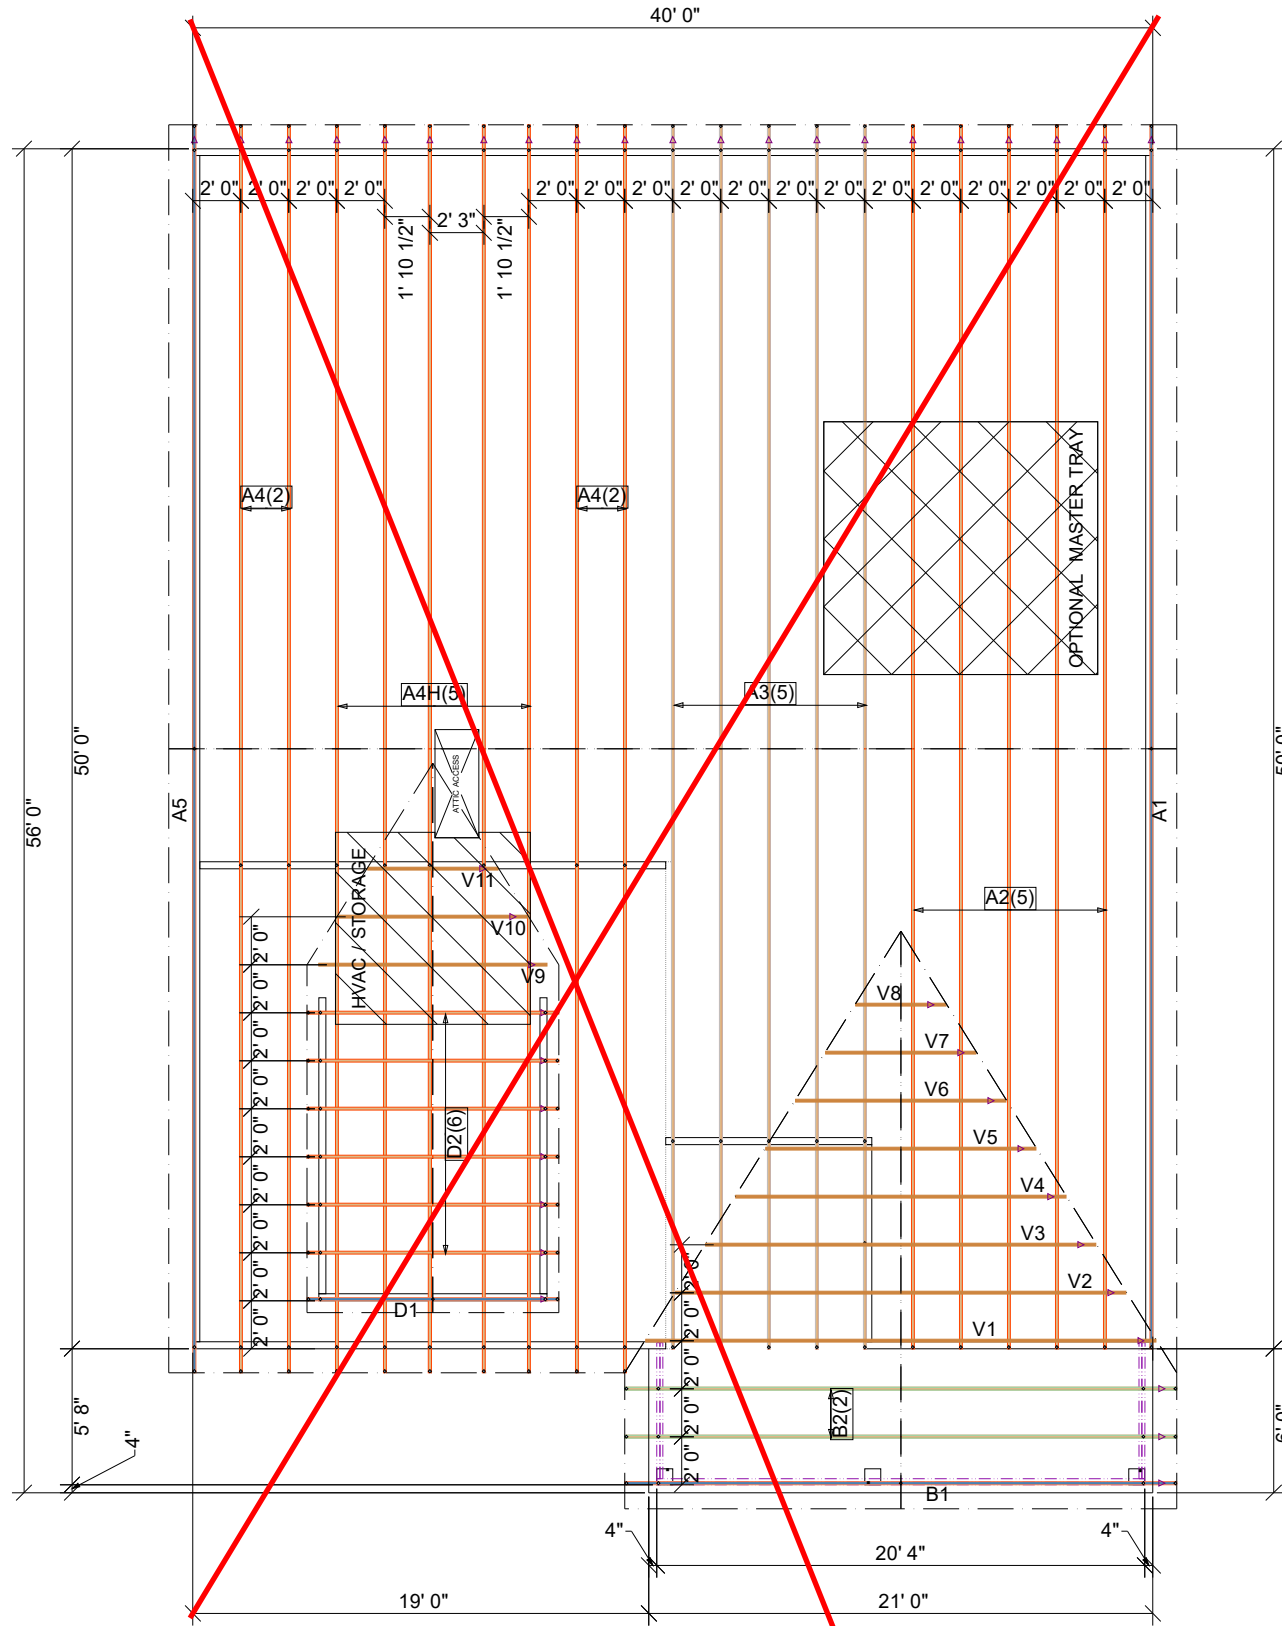 40' 0"
2' 0" 2' 0" 2' 0" 2' 0" 2' 0" 2' 0" 2' 0" 2' 0" 2' 0" 2' 0" 2' 0" 2' 0" 2' 0" 2' 0" 2' 0" 2' 0" 2' 0"
2' 3"
1' 10 1/2"
1' 10 1/2"
A4(2)
A4(2)
OPTIONAL MASTER TRAY
A4H(5)
A3(5)
ATTIC ACCESS
50' 0"
50' 0"
56' 0"
A5
A1
HVAC / STORAGE
V11
A2(5)
V10
V9
2' 0"
2' 0"
2' 0"
2' 0"
2' 0"
2' 0"
2' 0"
2' 0"
2' 0"
D2(6)
V8
V7
V6
V5
V4
V3
V2
V1
D1
2' 0"
2' 0"
2' 0"
2' 0"
2' 0"
B2(2)
5' 8"
4"
B1
4"
20' 4"
4"
19' 0"
21' 0"